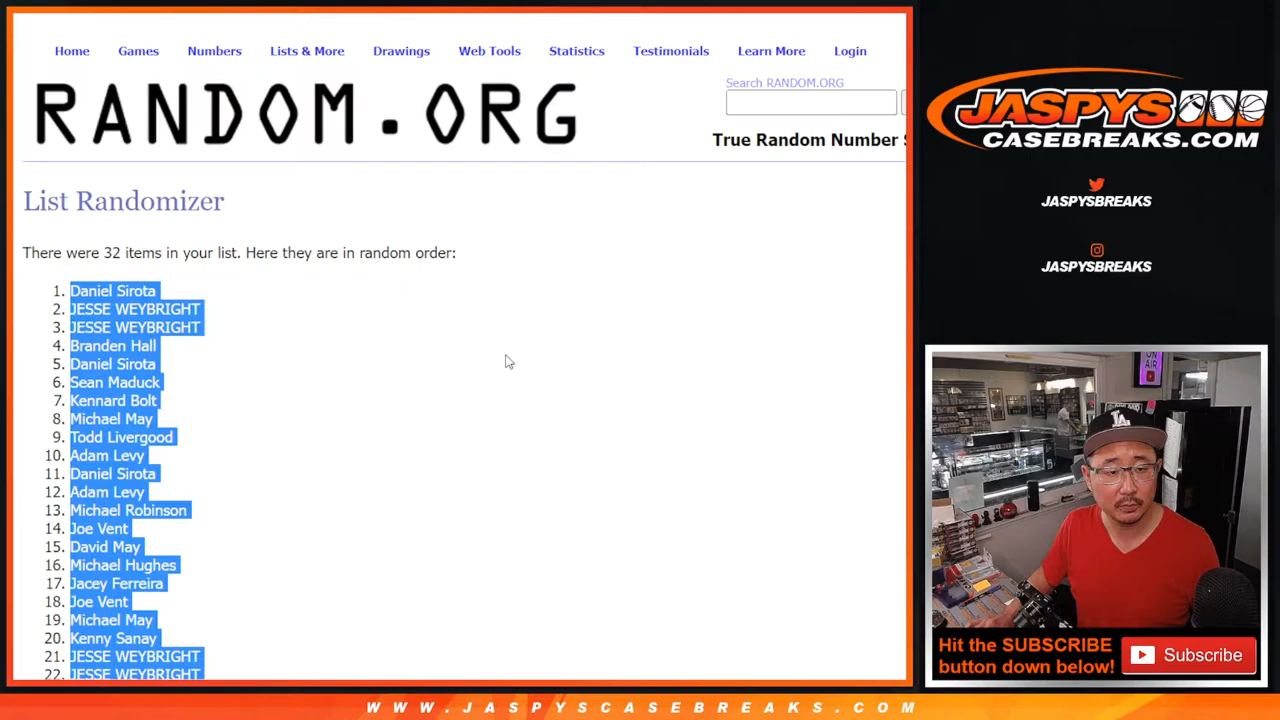 Home Games Numbers Lists & More Drawings Web Tools Statistics Testimonials Learn More Login
Search RANDOM.ORG
RANDOM.ORG
True Random Number S
List Randomizer
There were 32 items in your list. Here they are in random order:
1. Daniel Sirota
2. JESSE WEYBRIGHT
3. JESSE WEYBRIGHT
4. Branden Hall
5. Daniel Sirota
6. Sean Maduck
7. Kennard Bolt
8. Michael May
9. Todd Livergood
10. Adam Levy
11. Daniel Sirota
12. Adam Levy
13. Michael Robinson
14. Joe Vent
15. David May
16. Michael Hughes
17. Jacey Ferreira
18. Joe Vent
19. Michael May
20. Kenny Sanay
21. JESSE WEYBRIGHT
22. JESSE WEYBRIGHT
JASPYS
CASEBREAKS.COM
JASPYSBREAKS
JASPYSBREAKS
ON
AIR
LA
Hit the SUBSCRIBE
button down below!
Subscribe
WWW.JASPYSCASEBREAKS.COM